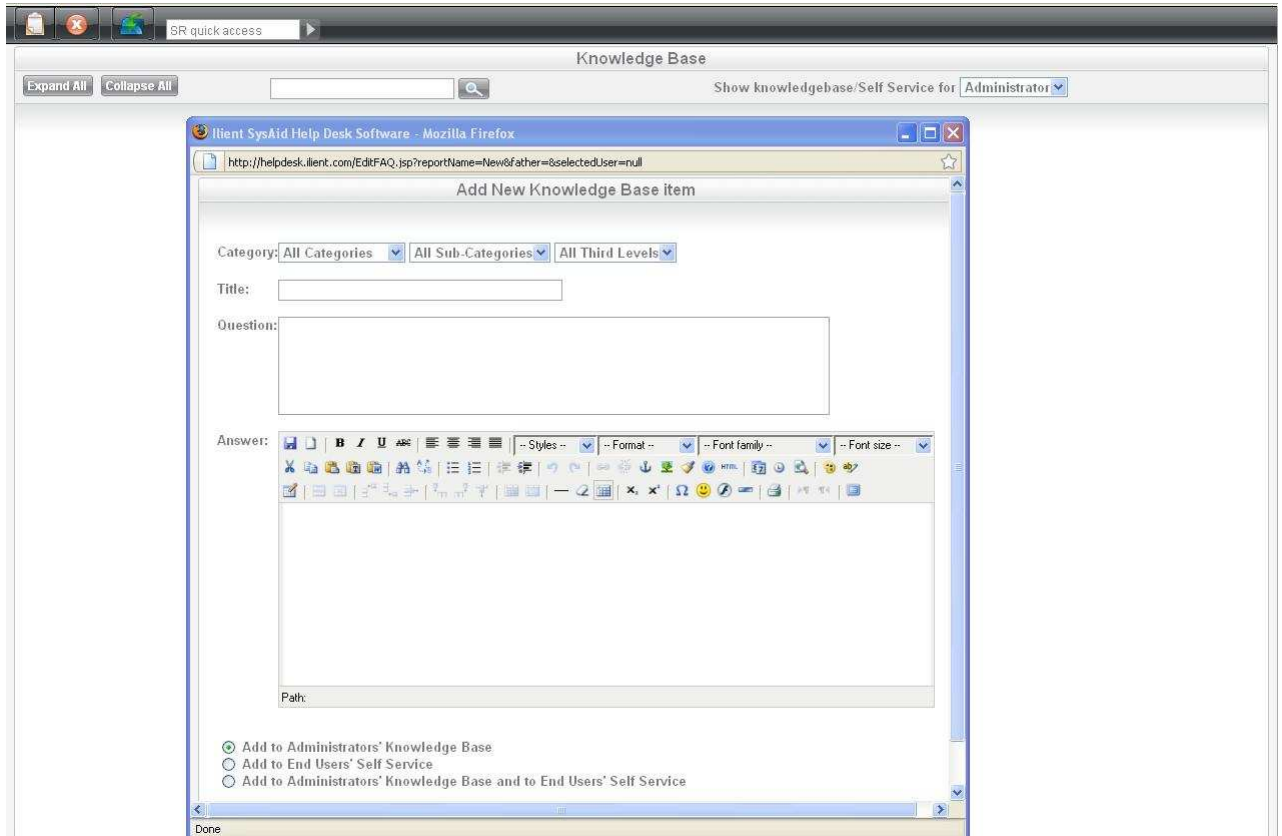 SR quick access
Knowledge Base
Expand All Collapse All Show knowledgebase/Self Service for Administrator
Ilient SysAid Help Desk Software - Mozilla Firefox
http://helpdesk.ilient.com/EditFAQ.jsp?reportName=New&father=&selectedUser=null
Add New Knowledge Base item
Category: All Categories All Sub-Categories All Third Levels
Title:
Question:
Answer: B I U ABC -- Styles -- -- Format -- -- Font family -- -- Font size --
HTML
Path:
Add to Administrators' Knowledge Base
Add to End Users' Self Service
Add to Administrators' Knowledge Base and to End Users' Self Service
Done